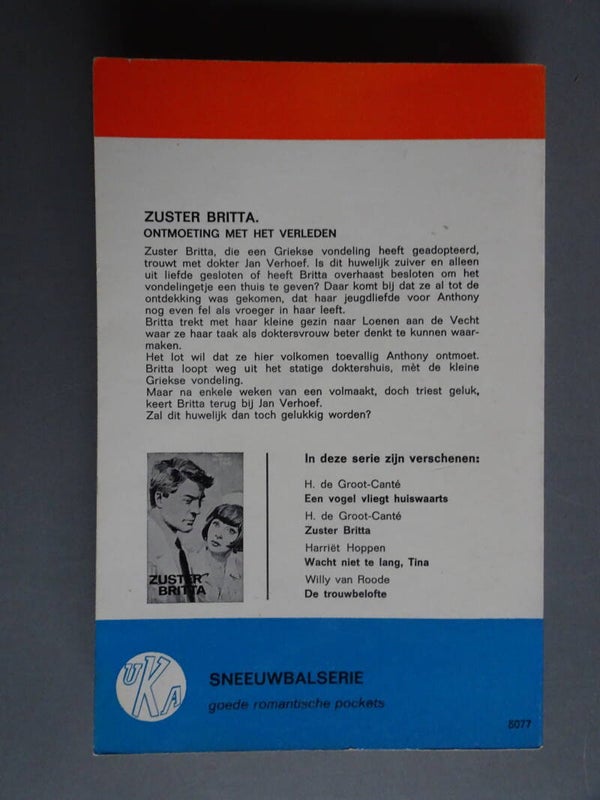 ZUSTER BRITTA.
ONTMOETING MET HET VERLEDEN
Zuster Britta, die een Griekse vondeling heeft geadopteerd,
trouwt met dokter Jan Verhoef. Is dit huwelijk zuiver en alleen
uit liefde gesloten of heeft Britta overhaast besloten om het
vondelingetje een thuis te geven? Daar komt bij dat ze al tot de
ontdekking was gekomen, dat haar jeugdliefde voor Anthony
nog even fel als vroeger in haar leeft.
Britta trekt met haar kleine gezin naar Loenen aan de Vecht
waar ze haar taak als doktersvrouw beter denkt te kunnen waar-
maken.
Het lot wil dat ze hier volkomen toevallig Anthony ontmoet.
Britta loopt weg uit het statige doktershuis, mèt de kleine
Griekse vondeling.
Maar na enkele weken van een volmaakt, doch triest geluk,
keert Britta terug bij Jan Verhoef.
Zal dit huwelijk dan toch gelukkig worden?
ZUSTER
BRITTA
In deze serie zijn verschenen:
H. de Groot-Canté
Een vogel vliegt huiswaarts
H. de Groot-Canté
Zuster Britta
Harriët Hoppen
Wacht niet te lang, Tina
Willy van Roode
De trouwbelofte
UKA
SNEEUWBALSERIE
goede romantische pockets
8077